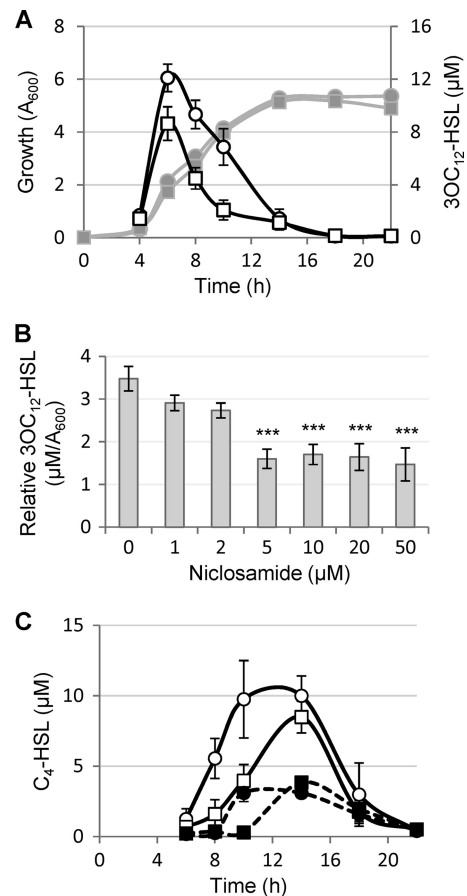 A
8
6
4
2
0
Growth (A600)
16
12
8
4
0
3OC12-HSL (µM)
0 4 8 12 16 20
Time (h)
B
4
3
2
1
0
Relative 3OC12-HSL
(µM/A600)
*** *** *** ***
0 1 2 5 10 20 50
Niclosamide (µM)
C
15
10
5
0
C4-HSL (µM)
0 4 8 12 16 20
Time (h)